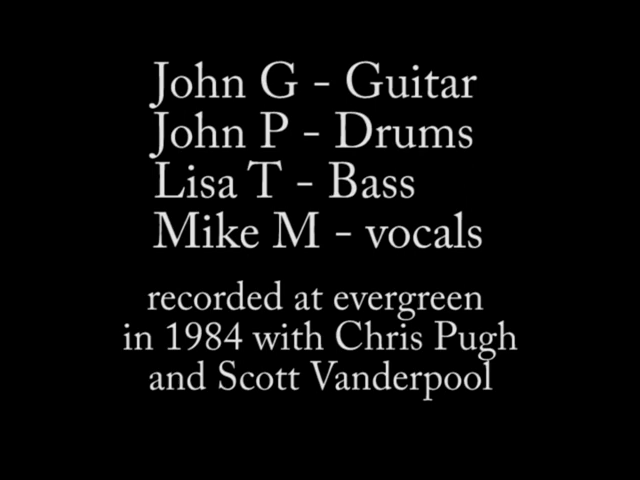 John G - Guitar
John P - Drums
Lisa T - Bass
Mike M - vocals
recorded at evergreen
in 1984 with Chris Pugh
and Scott Vanderpool